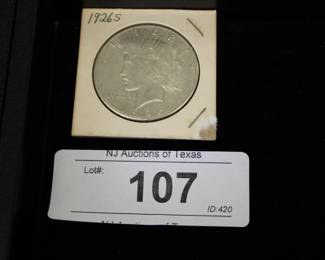 1926S
NJ Auctions of Texas
Lot#:
107
ID:420